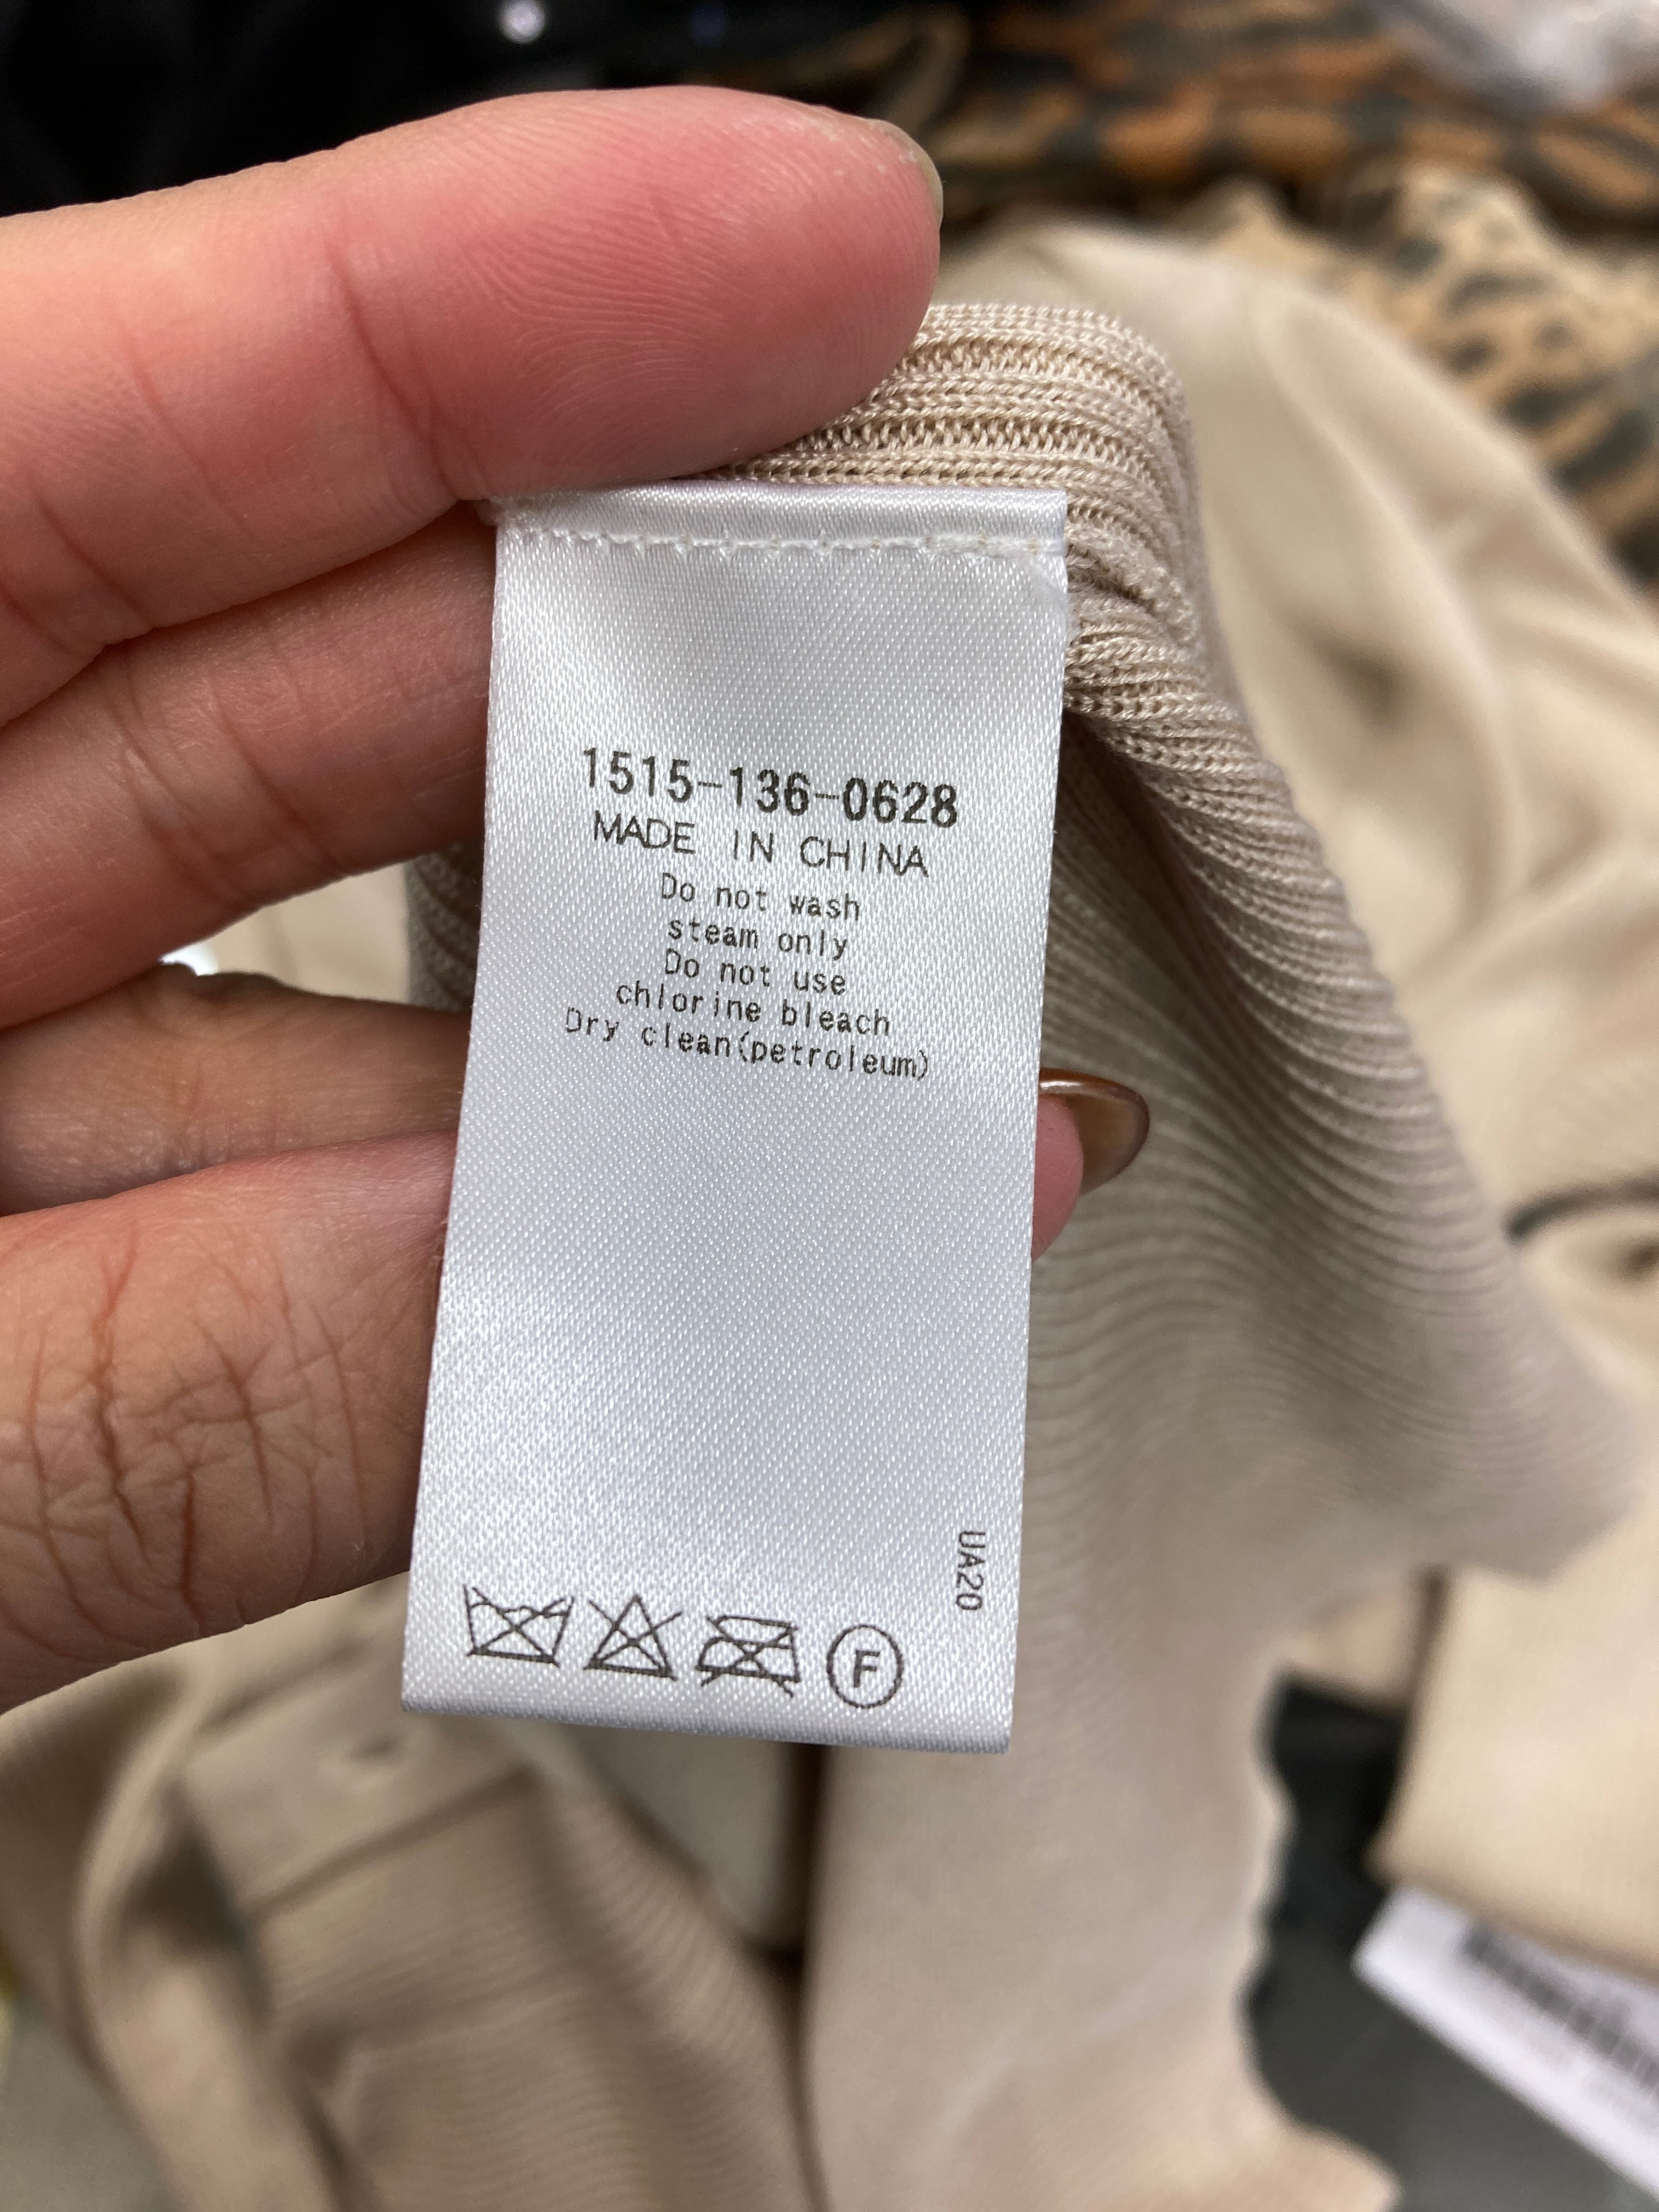 1515-136-0628
MADE IN CHINA
Do not wash
steam only
Do not use
chlorine bleach
Dry clean(petroleum)
UA20
F